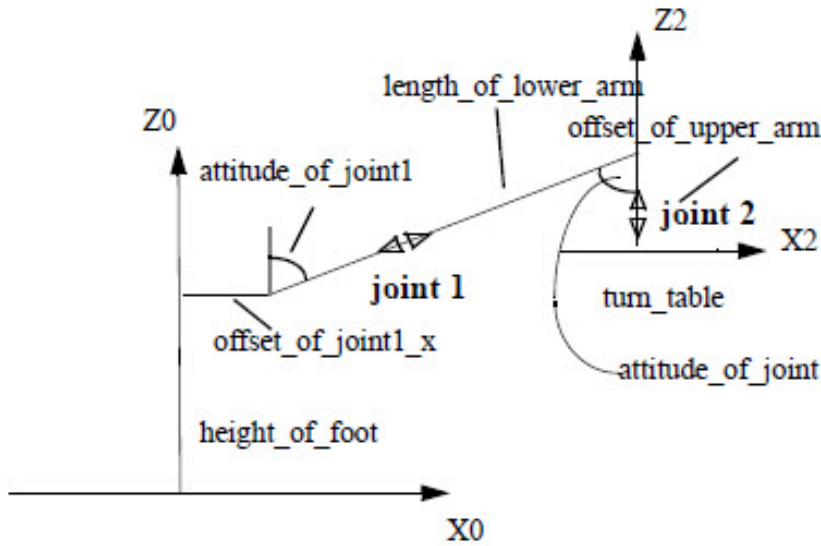 Z2
length_of_lower_arm
Z0
offset_of_upper_arm
attitude_of_joint1
joint 2
X2
joint 1
turn_table
offset_of_joint1_x
attitude_of_joint
height_of_foot
X0